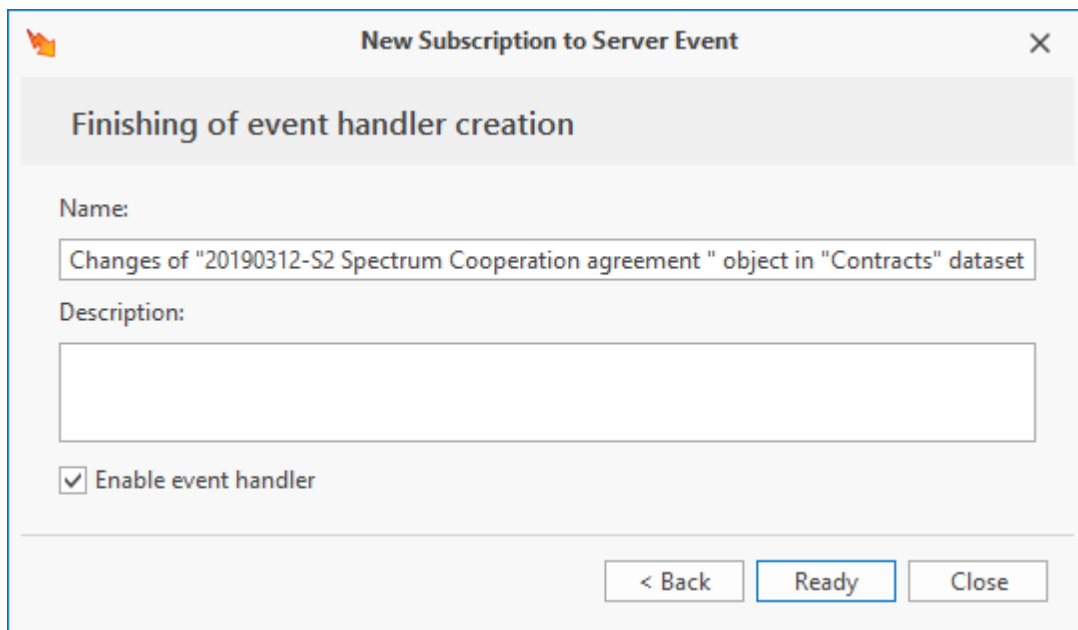 New Subscription to Server Event
Finishing of event handler creation
Name:
Changes of "20190312-S2 Spectrum Cooperation agreement " object in "Contracts" dataset
Description:
Enable event handler
< Back
Ready
Close